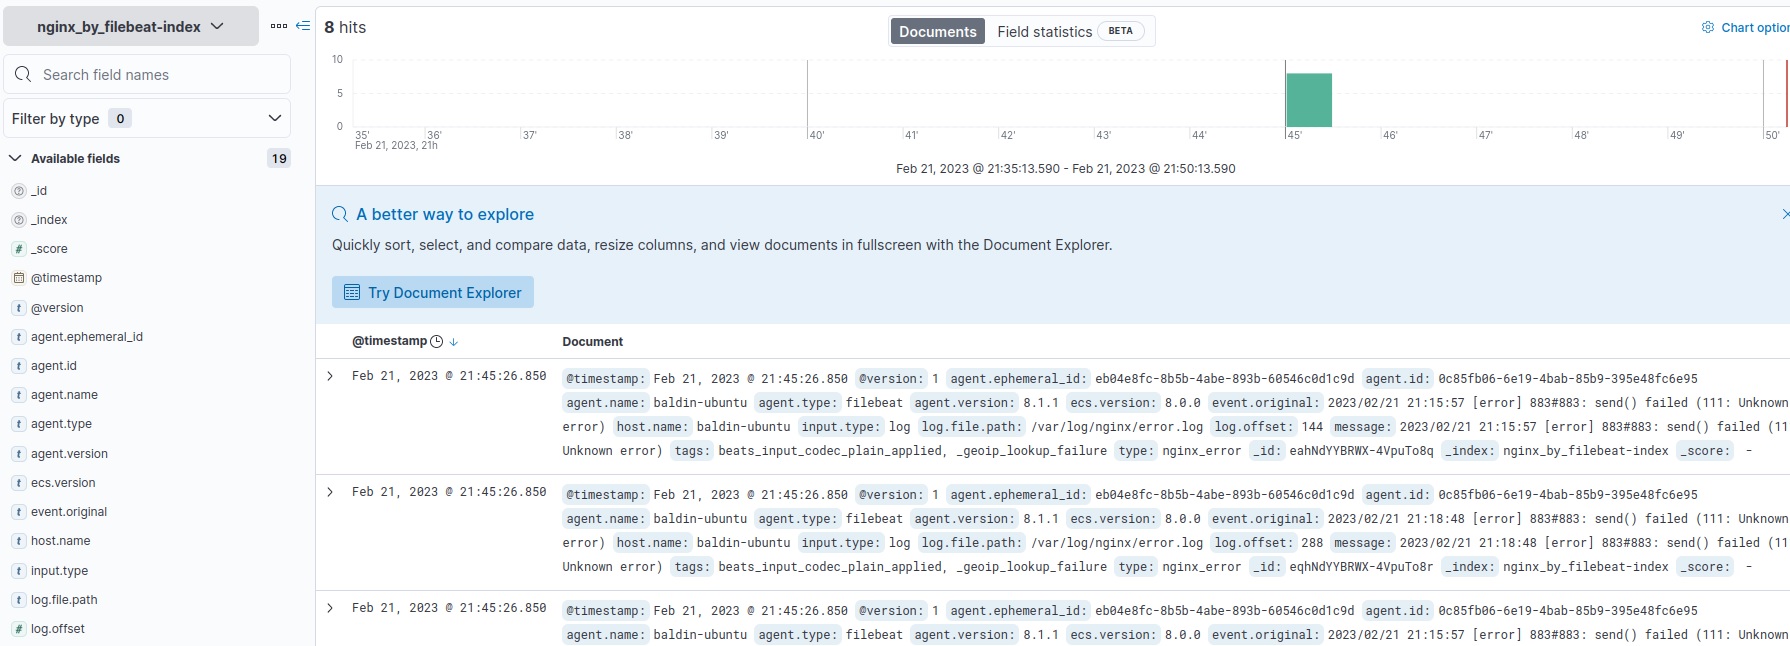 nginx_by_filebeat-index
Search field names
Filter by type 0
Available fields 19
_id
_index
_score
@timestamp
@version
agent.ephemeral_id
agent.id
agent.name
agent.type
agent.version
ecs.version
event.original
host.name
input.type
log.file.path
log.offset
8 hits
Documents Field statistics BETA
Chart option
10
5
0
35' 36' 37' 38' 39' 40' 41' 42' 43' 44' 45' 46' 47' 48' 49' 50'
Feb 21, 2023, 21h
Feb 21, 2023 @ 21:35:13.590 - Feb 21, 2023 @ 21:50:13.590
A better way to explore
Quickly sort, select, and compare data, resize columns, and view documents in fullscreen with the Document Explorer.
Try Document Explorer
@timestamp Document
Feb 21, 2023 @ 21:45:26.850 @timestamp: Feb 21, 2023 @ 21:45:26.850 @version: 1 agent.ephemeral_id: eb04e8fc-8b5b-4abe-893b-60546c0d1c9d agent.id: 0c85fb06-6e19-4bab-85b9-395e48fc6e95
agent.name: baldin-ubuntu agent.type: filebeat agent.version: 8.1.1 ecs.version: 8.0.0 event.original: 2023/02/21 21:15:57 [error] 883#883: send() failed (111: Unknown
error) host.name: baldin-ubuntu input.type: log log.file.path: /var/log/nginx/error.log log.offset: 144 message: 2023/02/21 21:15:57 [error] 883#883: send() failed (11
Unknown error) tags: beats_input_codec_plain_applied, _geoip_lookup_failure type: nginx_error _id: eahNdYYBRWX-4VpuTo8q _index: nginx_by_filebeat-index _score: -
Feb 21, 2023 @ 21:45:26.850 @timestamp: Feb 21, 2023 @ 21:45:26.850 @version: 1 agent.ephemeral_id: eb04e8fc-8b5b-4abe-893b-60546c0d1c9d agent.id: 0c85fb06-6e19-4bab-85b9-395e48fc6e95
agent.name: baldin-ubuntu agent.type: filebeat agent.version: 8.1.1 ecs.version: 8.0.0 event.original: 2023/02/21 21:18:48 [error] 883#883: send() failed (111: Unknown
error) host.name: baldin-ubuntu input.type: log log.file.path: /var/log/nginx/error.log log.offset: 288 message: 2023/02/21 21:18:48 [error] 883#883: send() failed (11
Unknown error) tags: beats_input_codec_plain_applied, _geoip_lookup_failure type: nginx_error _id: eqhNdYYBRWX-4VpuTo8r _index: nginx_by_filebeat-index _score: -
Feb 21, 2023 @ 21:45:26.850 @timestamp: Feb 21, 2023 @ 21:45:26.850 @version: 1 agent.ephemeral_id: eb04e8fc-8b5b-4abe-893b-60546c0d1c9d agent.id: 0c85fb06-6e19-4bab-85b9-395e48fc6e95
agent.name: baldin-ubuntu agent.type: filebeat agent.version: 8.1.1 ecs.version: 8.0.0 event.original: 2023/02/21 21:15:57 [error] 883#883: send() failed (111: Unknown